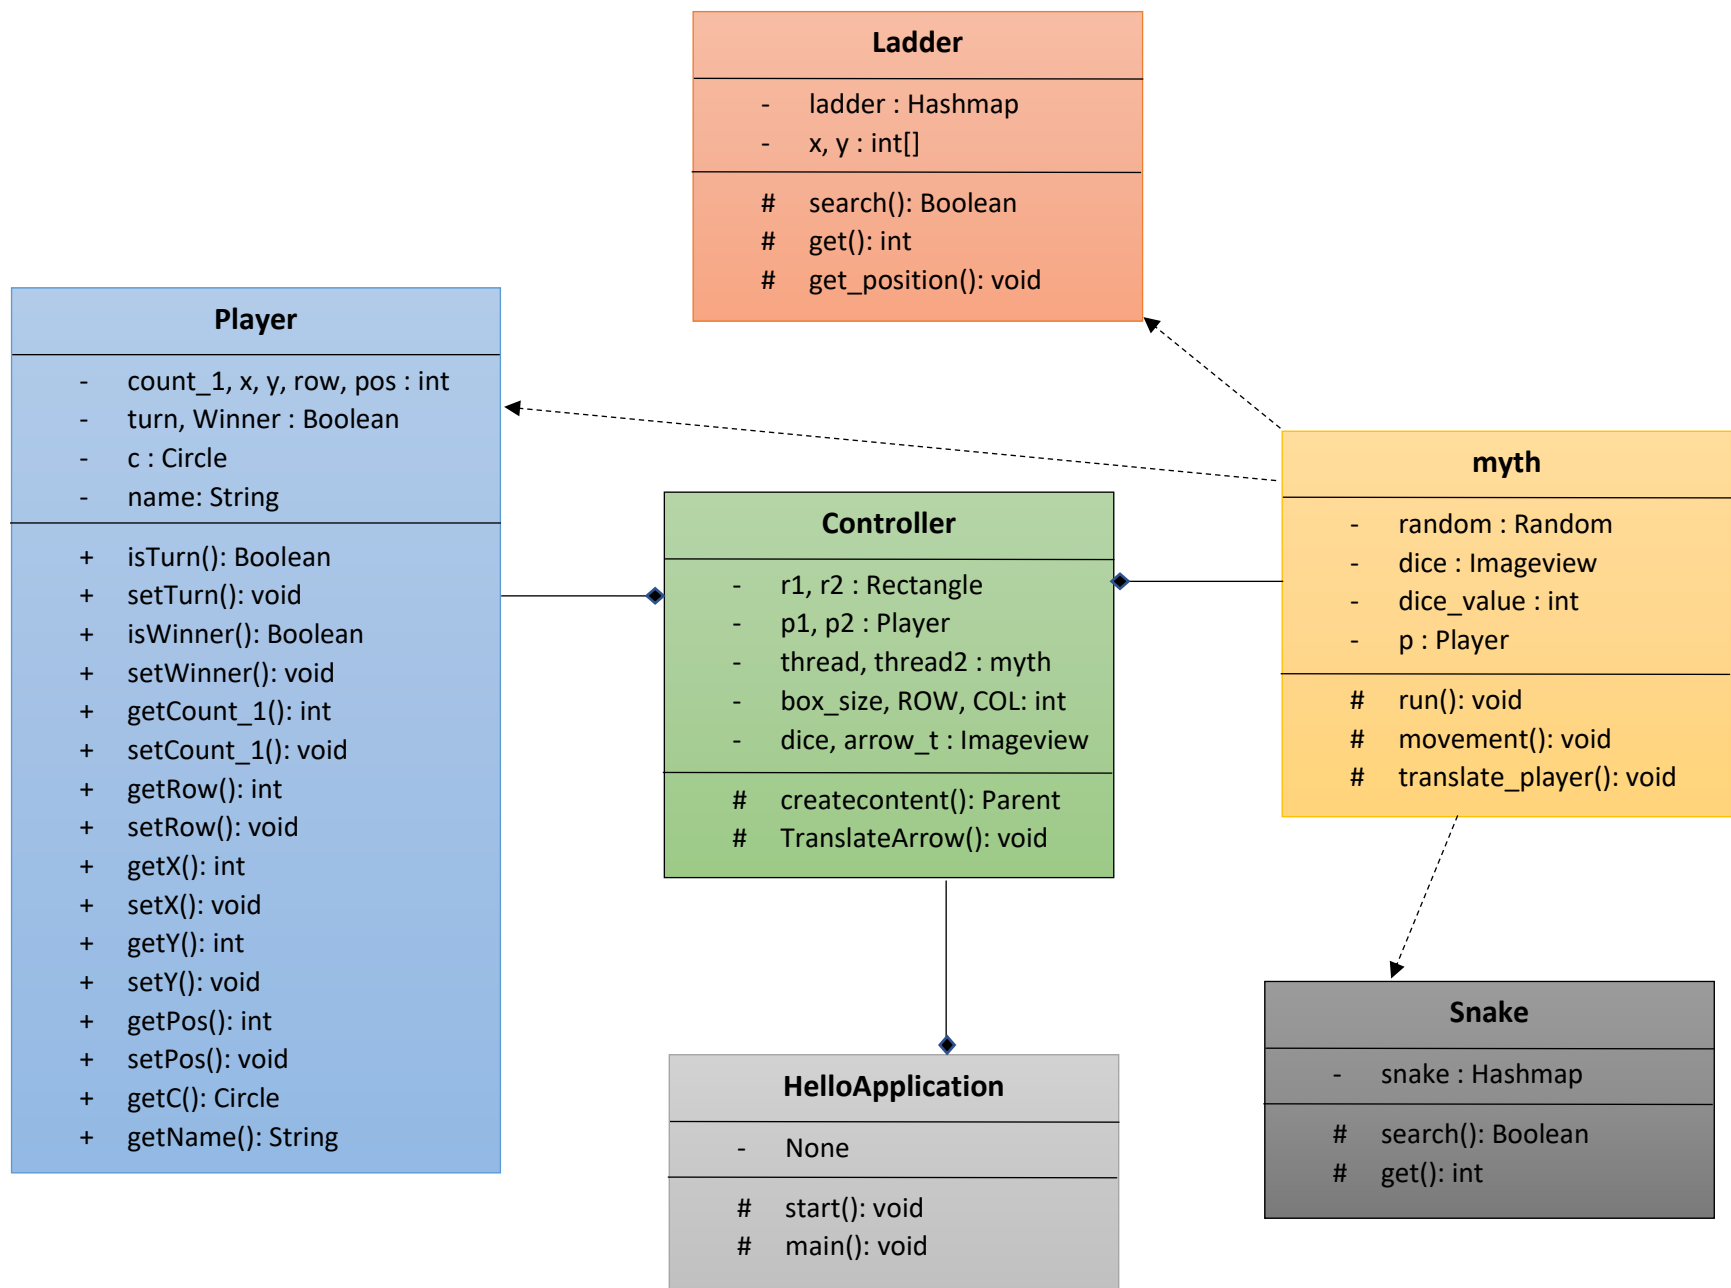 Ladder
- ladder : Hashmap
- x, y : int[]
# search(): Boolean
# get(): int
# get_position(): void
Player
- count_1, x, y, row, pos : int
- turn, Winner : Boolean
- c : Circle
- name: String
+ isTurn(): Boolean
+ setTurn(): void
+ isWinner(): Boolean
+ setWinner(): void
+ getCount_1(): int
+ setCount_1(): void
+ getRow(): int
+ setRow(): void
+ getX(): int
+ setX(): void
+ getY(): int
+ setY(): void
+ getPos(): int
+ setPos(): void
+ getC(): Circle
+ getName(): String
Controller
- r1, r2 : Rectangle
- p1, p2 : Player
- thread, thread2 : myth
- box_size, ROW, COL: int
- dice, arrow_t : Imageview
# createcontent(): Parent
# TranslateArrow(): void
myth
- random : Random
- dice : Imageview
- dice_value : int
- p : Player
# run(): void
# movement(): void
# translate_player(): void
HelloApplication
- None
# start(): void
# main(): void
Snake
- snake : Hashmap
# search(): Boolean
# get(): int